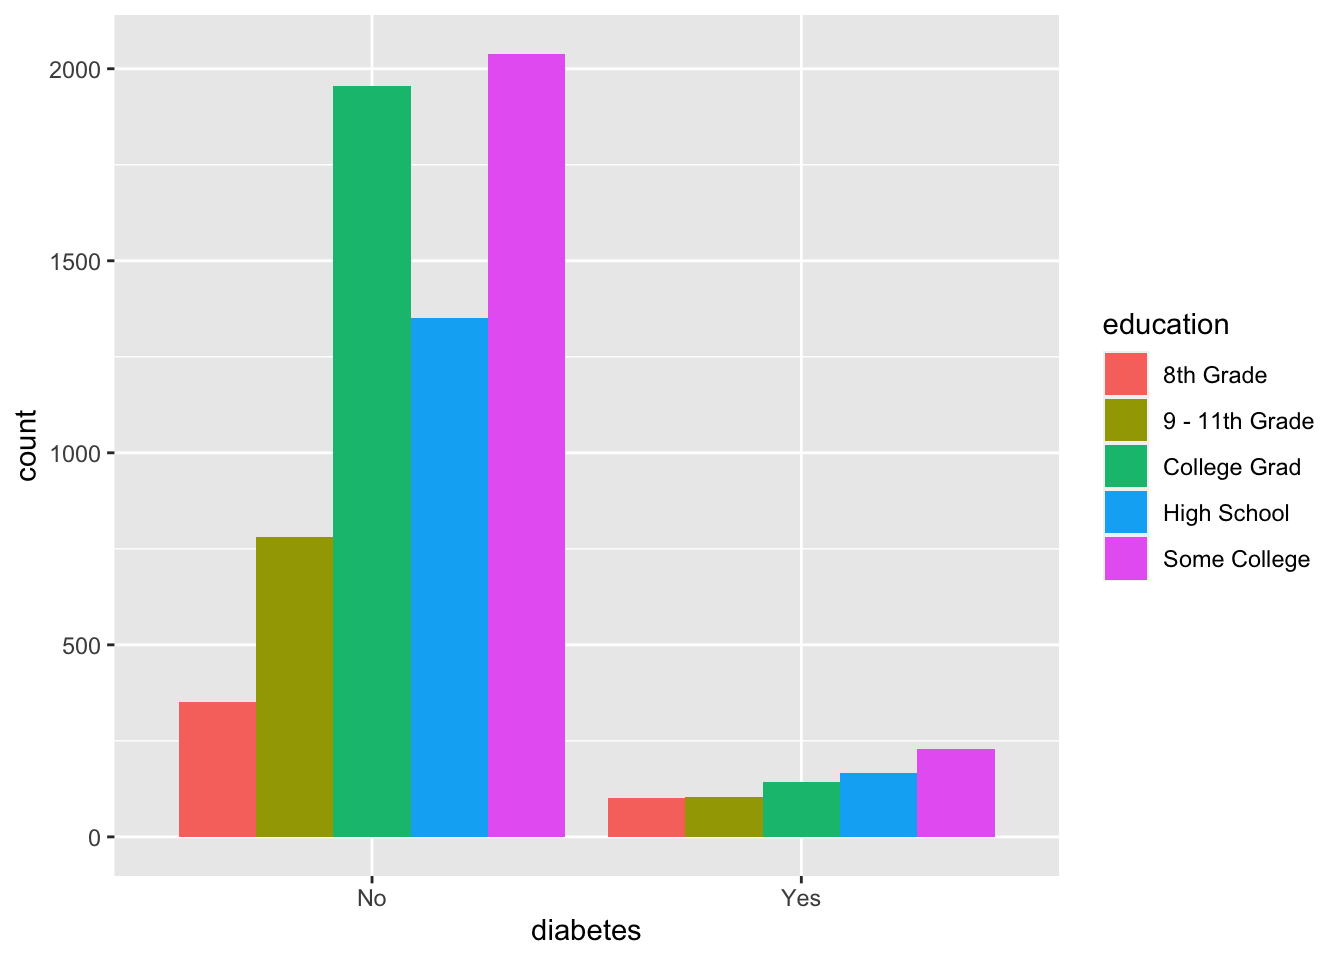 2000
1500
1000
500
0
count
No
Yes
diabetes
education
8th Grade
9 - 11th Grade
College Grad
High School
Some College